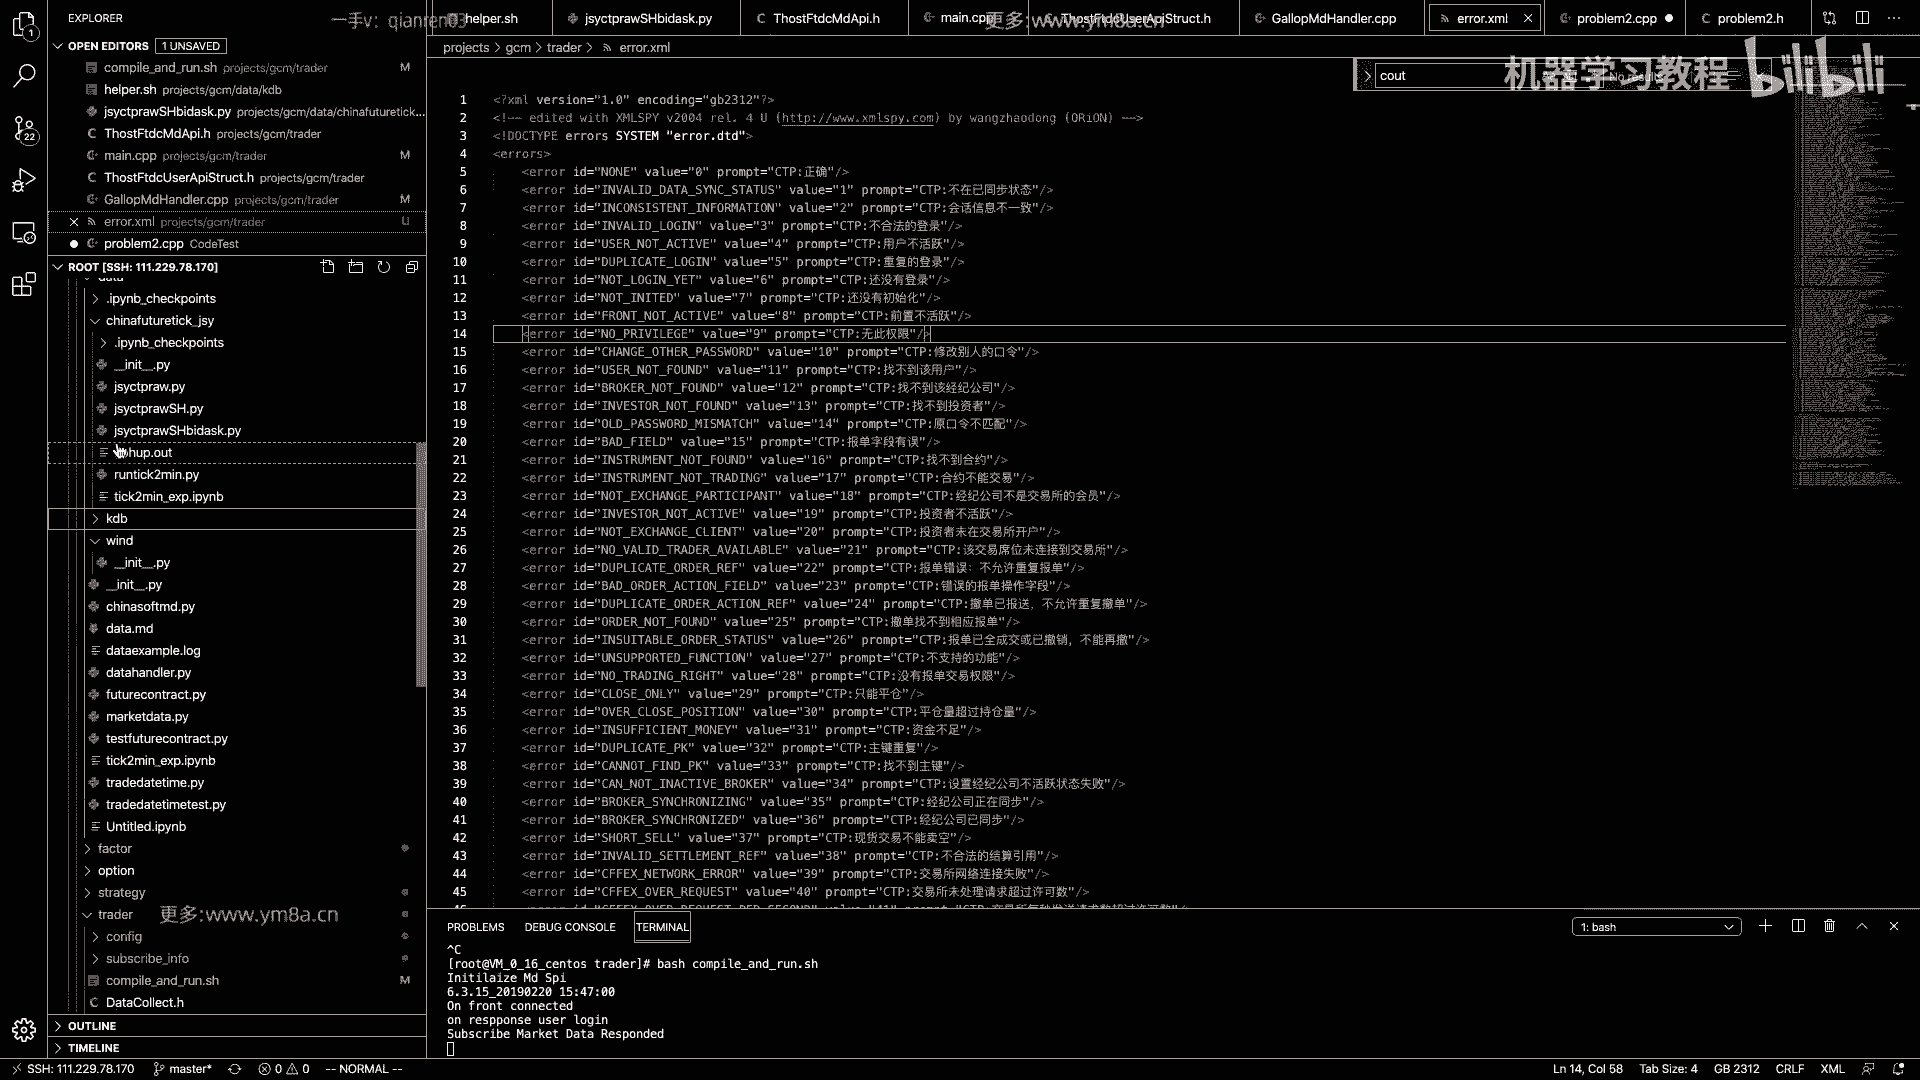 EXPLORER
一手v: qianren03
helper.sh
jsyctprawSHbidask.py
ThostFtdcMdApi.h
main.cpp
更多:www.ym8a.cn
ThostFtdcUserApiStruct.h
GallopMdHandler.cpp
error.xml
problem2.cpp
problem2.h
OPEN EDITORS 1 UNSAVED
compile_and_run.sh projects/gcm/trader M
helper.sh projects/gcm/data/kdb
jsyctprawSHbidask.py projects/gcm/data/chinafuturetick...
ThostFtdcMdApi.h projects/gcm/trader
main.cpp projects/gcm/trader M
ThostFtdcUserApiStruct.h projects/gcm/trader
GallopMdHandler.cpp projects/gcm/trader M
error.xml projects/gcm/trader U
problem2.cpp CodeTest
ROOT [SSH: 111.229.78.170]
data
.ipynb_checkpoints
chinafuturetick_jsy
.ipynb_checkpoints
__init__.py
jsyctpraw.py
jsyctprawSH.py
jsyctprawSHbidask.py
hup.out
runtick2min.py
tick2min_exp.ipynb
kdb
wind
__init__.py
__init__.py
chinasoftmd.py
data.md
dataexample.log
datahandler.py
futurecontract.py
marketdata.py
testfuturecontract.py
tick2min_exp.ipynb
tradedatetime.py
tradedatetimetest.py
Untitled.ipynb
factor
option
strategy
trader
更多:www.ym8a.cn
config
subscribe_info
compile_and_run.sh M
DataCollect.h
OUTLINE
TIMELINE
projects > gcm > trader > error.xml
cout
No results
机器学习教程 bilibili
1 <?xml version="1.0" encoding="gb2312"?>
2 <!-- edited with XMLSPY v2004 rel. 4 U (http://www.xmlspy.com) by wangzhaodong (ORiON) -->
3 <!DOCTYPE errors SYSTEM "error.dtd">
4 <errors>
5 <error id="NONE" value="0" prompt="CTP:正确"/>
6 <error id="INVALID_DATA_SYNC_STATUS" value="1" prompt="CTP:不在已同步状态"/>
7 <error id="INCONSISTENT_INFORMATION" value="2" prompt="CTP:会话信息不一致"/>
8 <error id="INVALID_LOGIN" value="3" prompt="CTP:不合法的登录"/>
9 <error id="USER_NOT_ACTIVE" value="4" prompt="CTP:用户不活跃"/>
10 <error id="DUPLICATE_LOGIN" value="5" prompt="CTP:重复的登录"/>
11 <error id="NOT_LOGIN_YET" value="6" prompt="CTP:还没有登录"/>
12 <error id="NOT_INITED" value="7" prompt="CTP:还没有初始化"/>
13 <error id="FRONT_NOT_ACTIVE" value="8" prompt="CTP:前置不活跃"/>
14 <error id="NO_PRIVILEGE" value="9" prompt="CTP:无此权限"/>
15 <error id="CHANGE_OTHER_PASSWORD" value="10" prompt="CTP:修改别人的口令"/>
16 <error id="USER_NOT_FOUND" value="11" prompt="CTP:找不到该用户"/>
17 <error id="BROKER_NOT_FOUND" value="12" prompt="CTP:找不到该经纪公司"/>
18 <error id="INVESTOR_NOT_FOUND" value="13" prompt="CTP:找不到投资者"/>
19 <error id="OLD_PASSWORD_MISMATCH" value="14" prompt="CTP:原口令不匹配"/>
20 <error id="BAD_FIELD" value="15" prompt="CTP:报单字段有误"/>
21 <error id="INSTRUMENT_NOT_FOUND" value="16" prompt="CTP:找不到合约"/>
22 <error id="INSTRUMENT_NOT_TRADING" value="17" prompt="CTP:合约不能交易"/>
23 <error id="NOT_EXCHANGE_PARTICIPANT" value="18" prompt="CTP:经纪公司不是交易所的会员"/>
24 <error id="INVESTOR_NOT_ACTIVE" value="19" prompt="CTP:投资者不活跃"/>
25 <error id="NOT_EXCHANGE_CLIENT" value="20" prompt="CTP:投资者未在交易所开户"/>
26 <error id="NO_VALID_TRADER_AVAILABLE" value="21" prompt="CTP:该交易席位未连接到交易所"/>
27 <error id="DUPLICATE_ORDER_REF" value="22" prompt="CTP:报单错误：不允许重复报单"/>
28 <error id="BAD_ORDER_ACTION_FIELD" value="23" prompt="CTP:错误的报单操作字段"/>
29 <error id="DUPLICATE_ORDER_ACTION_REF" value="24" prompt="CTP:撤单已报送，不允许重复撤单"/>
30 <error id="ORDER_NOT_FOUND" value="25" prompt="CTP:撤单找不到相应报单"/>
31 <error id="INSUITABLE_ORDER_STATUS" value="26" prompt="CTP:报单已全成交或已撤销，不能再撤"/>
32 <error id="UNSUPPORTED_FUNCTION" value="27" prompt="CTP:不支持的功能"/>
33 <error id="NO_TRADING_RIGHT" value="28" prompt="CTP:没有报单交易权限"/>
34 <error id="CLOSE_ONLY" value="29" prompt="CTP:只能平仓"/>
35 <error id="OVER_CLOSE_POSITION" value="30" prompt="CTP:平仓量超过持仓量"/>
36 <error id="INSUFFICIENT_MONEY" value="31" prompt="CTP:资金不足"/>
37 <error id="DUPLICATE_PK" value="32" prompt="CTP:主键重复"/>
38 <error id="CANNOT_FIND_PK" value="33" prompt="CTP:找不到主键"/>
39 <error id="CAN_NOT_INACTIVE_BROKER" value="34" prompt="CTP:设置经纪公司不活跃状态失败"/>
40 <error id="BROKER_SYNCHRONIZING" value="35" prompt="CTP:经纪公司正在同步"/>
41 <error id="BROKER_SYNCHRONIZED" value="36" prompt="CTP:经纪公司已同步"/>
42 <error id="SHORT_SELL" value="37" prompt="CTP:现货交易不能卖空"/>
43 <error id="INVALID_SETTLEMENT_REF" value="38" prompt="CTP:不合法的结算引用"/>
44 <error id="CFFEX_NETWORK_ERROR" value="39" prompt="CTP:交易所网络连接失败"/>
45 <error id="CFFEX_OVER_REQUEST" value="40" prompt="CTP:交易所未处理请求超过许可数"/>
46 <error id="CFFEX_OVER_REQUEST_PER_SECOND" value="41" prompt="CTP:交易所每秒发送请求数超过许可数"/>
PROBLEMS DEBUG CONSOLE TERMINAL
1: bash
^C
[root@VM_0_16_centos trader]# bash compile_and_run.sh
Initilaize Md Spi
6.3.15_20190220 15:47:00
On front connected
on respponse user login
Subscribe Market Data Responded
SSH: 111.229.78.170 master* 0 0 -- NORMAL --
Ln 14, Col 58 Tab Size: 4 GB 2312 CRLF XML